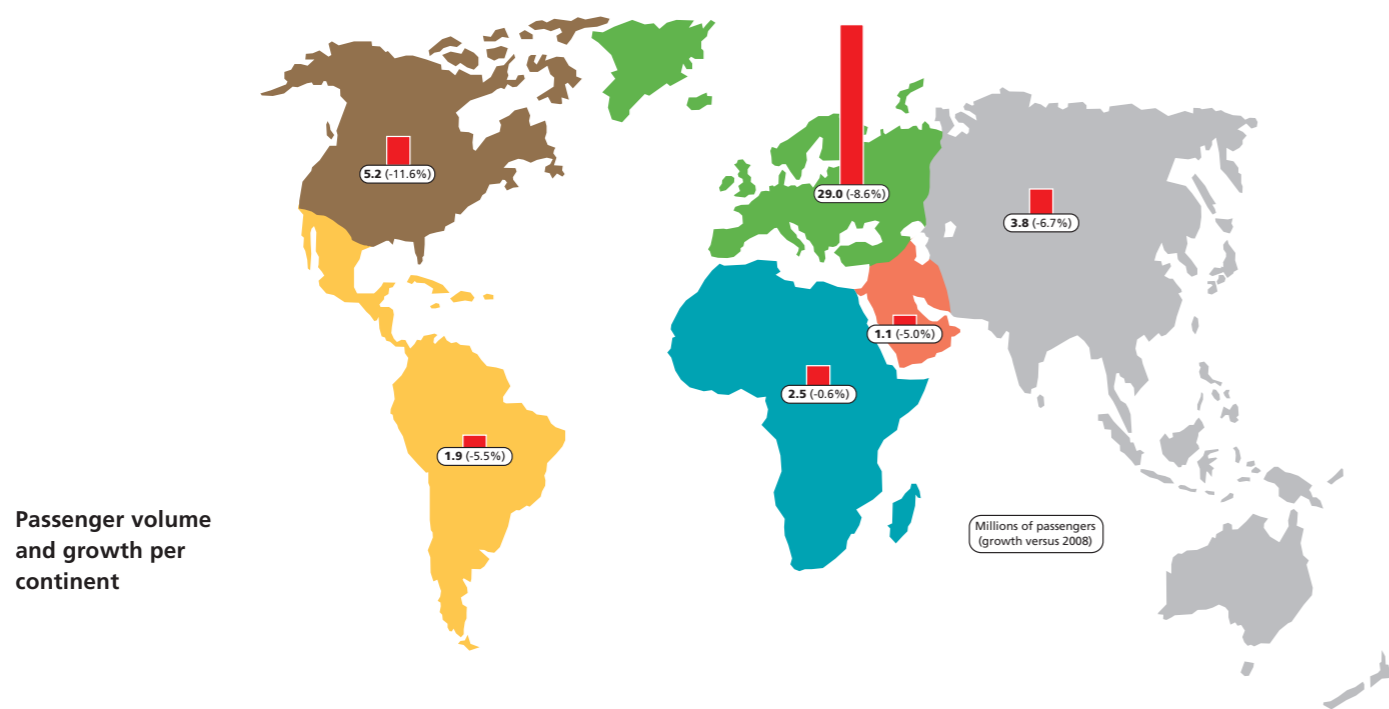 5.2 (-11.6%)
29.0 (-8.6%)
3.8 (-6.7%)
1.1 (-5.0%)
2.5 (-0.6%)
1.9 (-5.5%)
Passenger volume
and growth per
continent
Millions of passengers
(growth versus 2008)